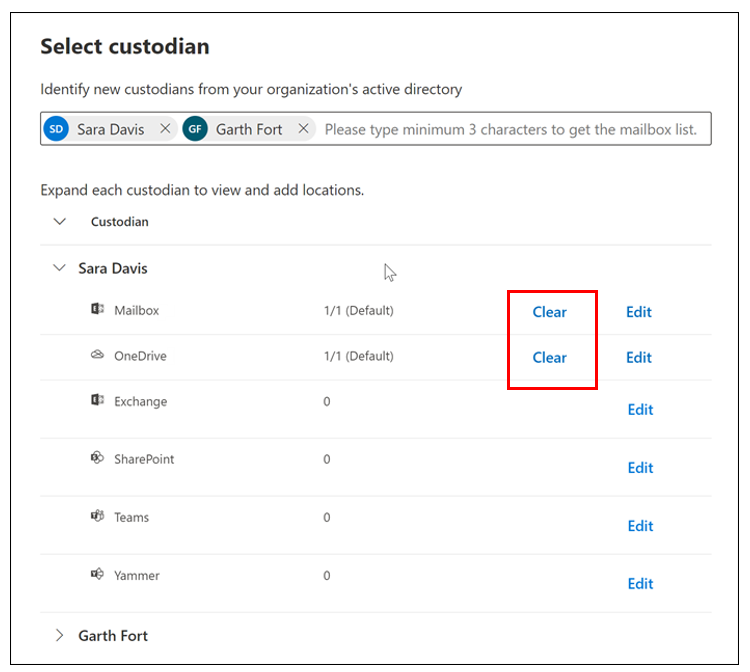 Select custodian
Identify new custodians from your organization's active directory
SD Sara Davis GF Garth Fort Please type minimum 3 characters to get the mailbox list.
Expand each custodian to view and add locations.
Custodian
Sara Davis
Mailbox 1/1 (Default) Clear Edit
OneDrive 1/1 (Default) Clear Edit
Exchange 0 Edit
SharePoint 0 Edit
Teams 0 Edit
Yammer 0 Edit
Garth Fort